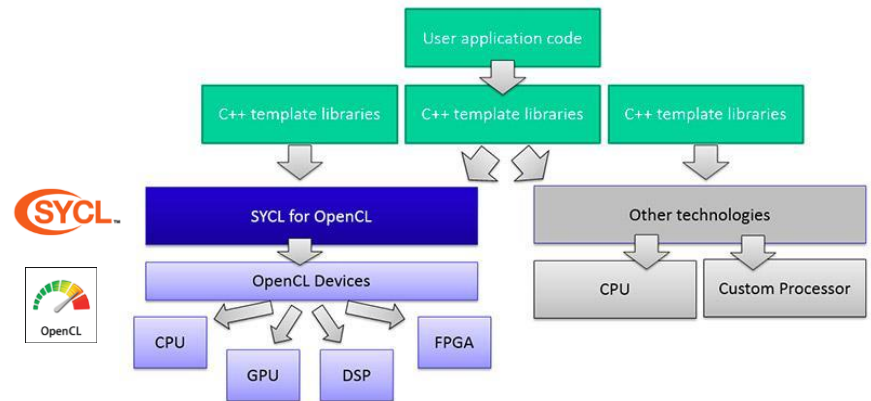 User application code
C++ template libraries
C++ template libraries
C++ template libraries
SYCL™
SYCL for OpenCL
Other technologies
OpenCL
OpenCL Devices
CPU
Custom Processor
CPU
GPU
DSP
FPGA